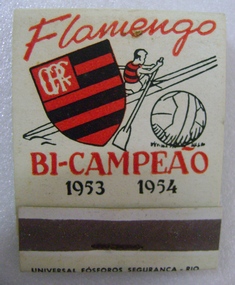 Flamengo
CRF
BI-CAMPEÃO
1953 1954
UNIVERSAL FÓSFOROS SEGURANÇA - RIO